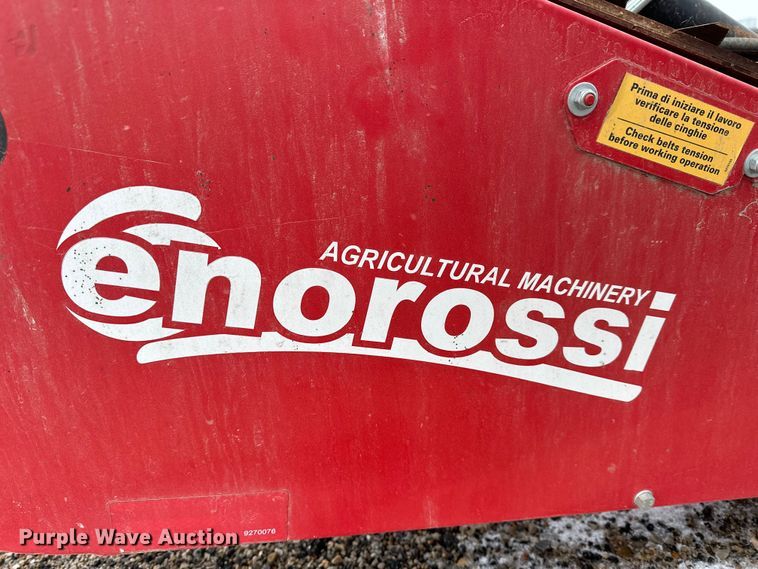 Prima di iniziare il lavoro
verificare la tensione
delle cinghie
Check belts tension
before working operation
AGRICULTURAL MACHINERY
enorossi
9270076
Purple Wave Auction